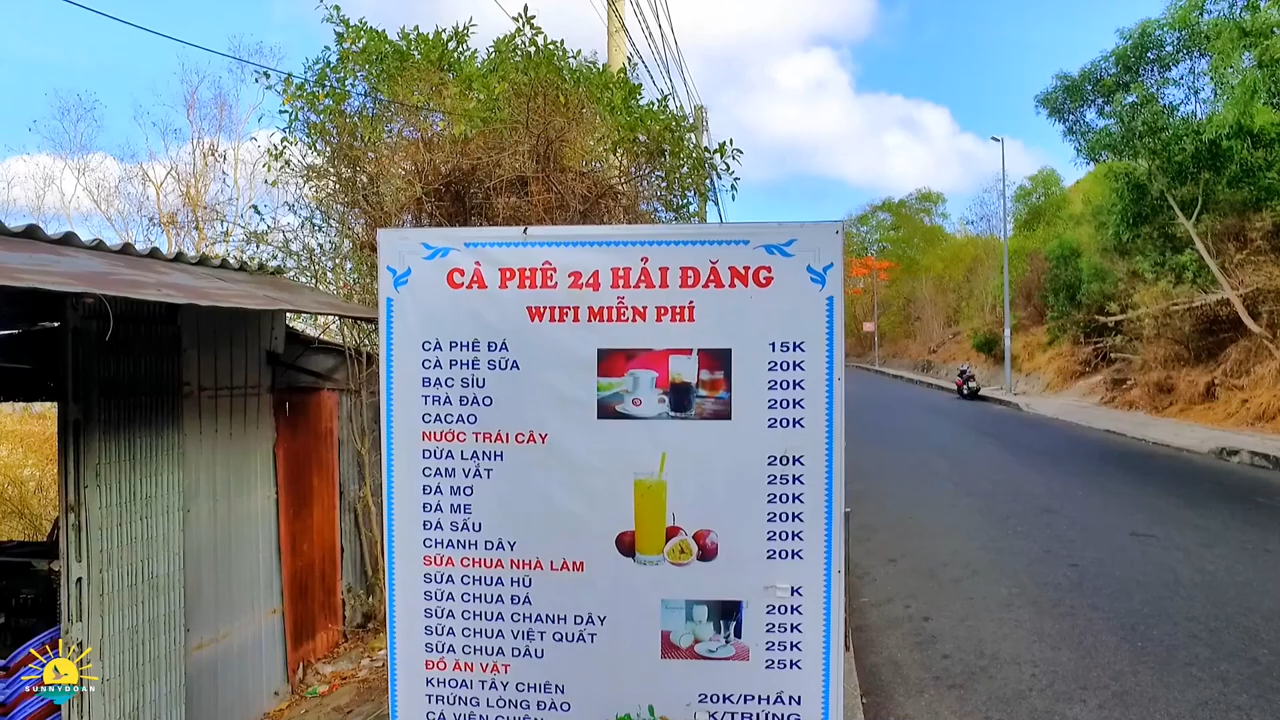 CÀ PHÊ 24 HẢI ĐĂNG
WIFI MIỄN PHÍ
CÀ PHÊ ĐÁ 15K
CÀ PHÊ SỮA 20K
BẠC SỈU 20K
TRÀ ĐÀO 20K
CACAO 20K
NƯỚC TRÁI CÂY
DỪA LẠNH 20K
CAM VẮT 25K
ĐÁ MƠ 20K
ĐÁ ME 20K
ĐÁ SẤU 20K
CHANH DÂY 20K
SỮA CHUA NHÀ LÀM
SỮA CHUA HŨ K
SỮA CHUA ĐÁ 20K
SỮA CHUA CHANH DÂY 25K
SỮA CHUA VIỆT QUẤT 25K
SỮA CHUA DÂU 25K
ĐỒ ĂN VẶT
KHOAI TÂY CHIÊN 20K/PHẦN
TRỨNG LÒNG ĐÀO K/TRỨNG
CÁ VIÊN CHIÊN
SUNNYDOAN